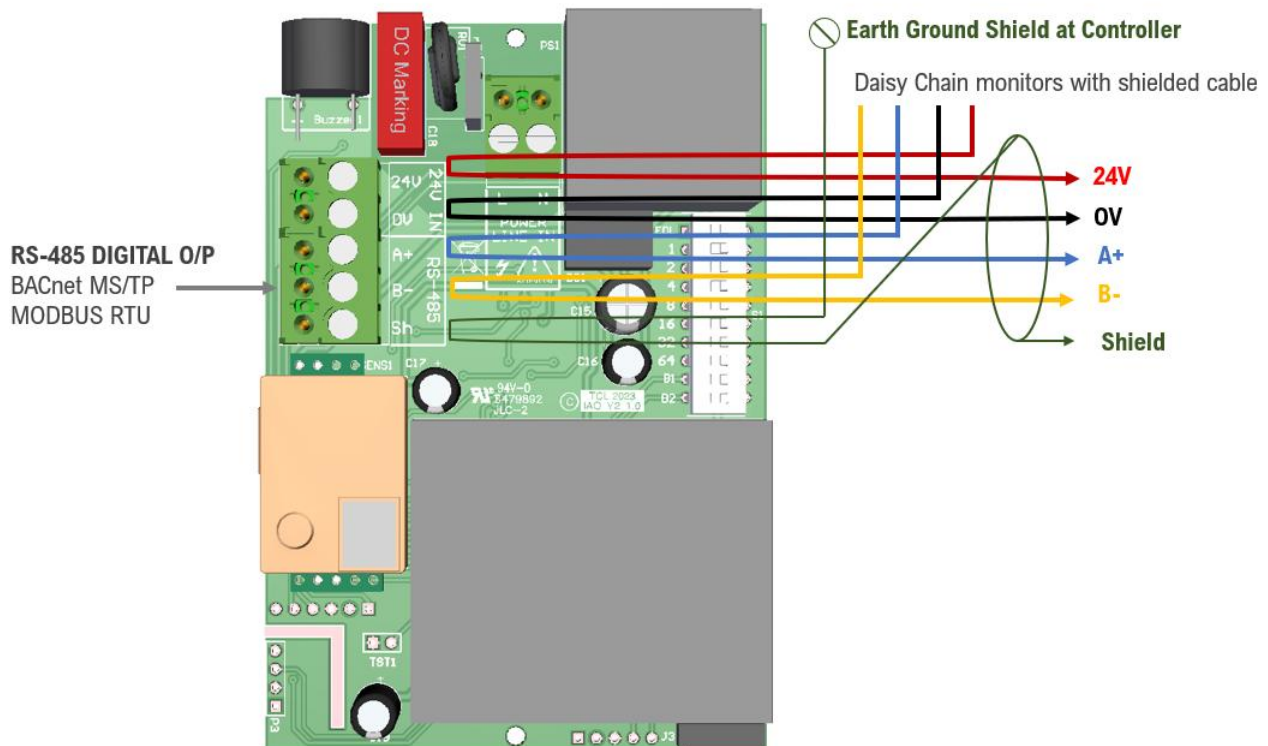 Earth Ground Shield at Controller
Daisy Chain monitors with shielded cable
DC Marking
PS1
Buzzer1
C18
24V
0V
A+
B-
Sh
24V IN
RS-485
L N
POWER
LINE IN
1
2
4
8
16
32
64
B1
B2
24V
0V
A+
B-
Shield
RS-485 DIGITAL O/P
BACnet MS/TP
MODBUS RTU
C15
C16
C17 +
94V-0
E479892
JLC-2
© TCL 2023
IAQ V2 1.0
TST1
P3
J3